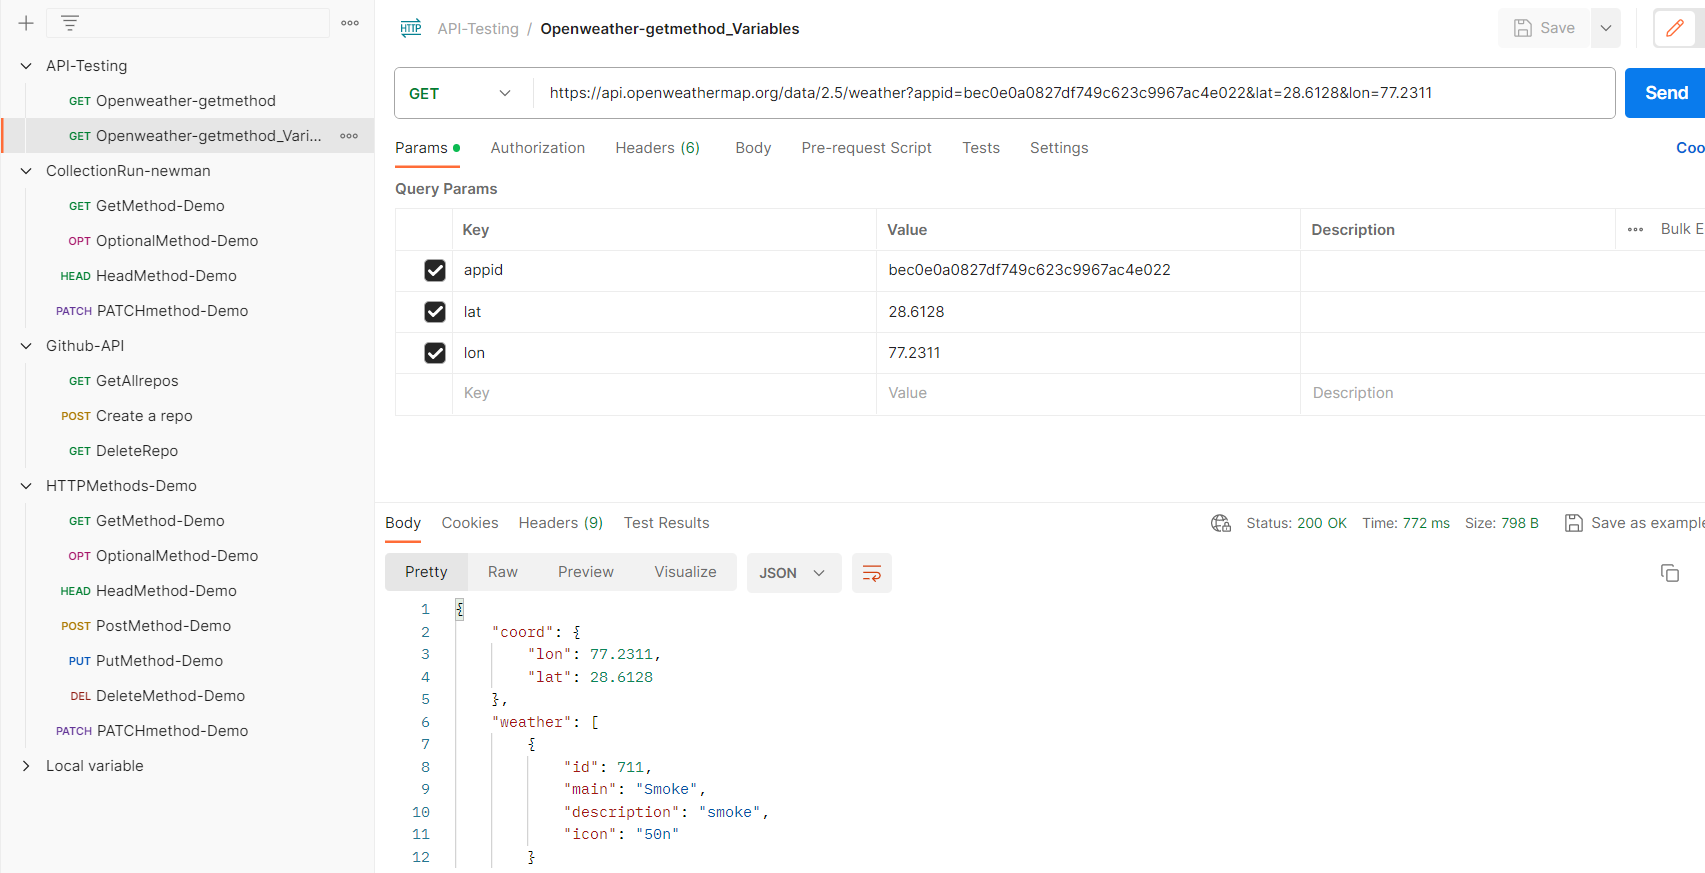 API-Testing
GET Openweather-getmethod
GET Openweather-getmethod_Vari...
CollectionRun-newman
GET GetMethod-Demo
OPT OptionalMethod-Demo
HEAD HeadMethod-Demo
PATCH PATCHmethod-Demo
Github-API
GET GetAllrepos
POST Create a repo
GET DeleteRepo
HTTPMethods-Demo
GET GetMethod-Demo
OPT OptionalMethod-Demo
HEAD HeadMethod-Demo
POST PostMethod-Demo
PUT PutMethod-Demo
DEL DeleteMethod-Demo
PATCH PATCHmethod-Demo
Local variable
HTTP API-Testing / Openweather-getmethod_Variables Save
GET https://api.openweathermap.org/data/2.5/weather?appid=bec0e0a0827df749c623c9967ac4e022&lat=28.6128&lon=77.2311 Send
Params Authorization Headers (6) Body Pre-request Script Tests Settings Coo
Query Params
Key Value Description Bulk E
appid bec0e0a0827df749c623c9967ac4e022
lat 28.6128
lon 77.2311
Key Value Description
Body Cookies Headers (9) Test Results Status: 200 OK Time: 772 ms Size: 798 B Save as example
Pretty Raw Preview Visualize JSON
1 {
2 "coord": {
3 "lon": 77.2311,
4 "lat": 28.6128
5 },
6 "weather": [
7 {
8 "id": 711,
9 "main": "Smoke",
10 "description": "smoke",
11 "icon": "50n"
12 }